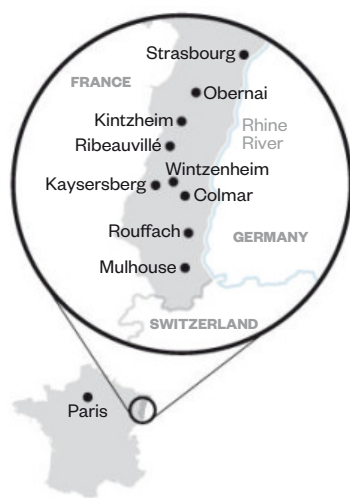 Strasbourg
FRANCE
Obernai
Kintzheim
Rhine
River
Ribeauvillé
Wintzenheim
Kaysersberg
Colmar
Rouffach
GERMANY
Mulhouse
SWITZERLAND
Paris